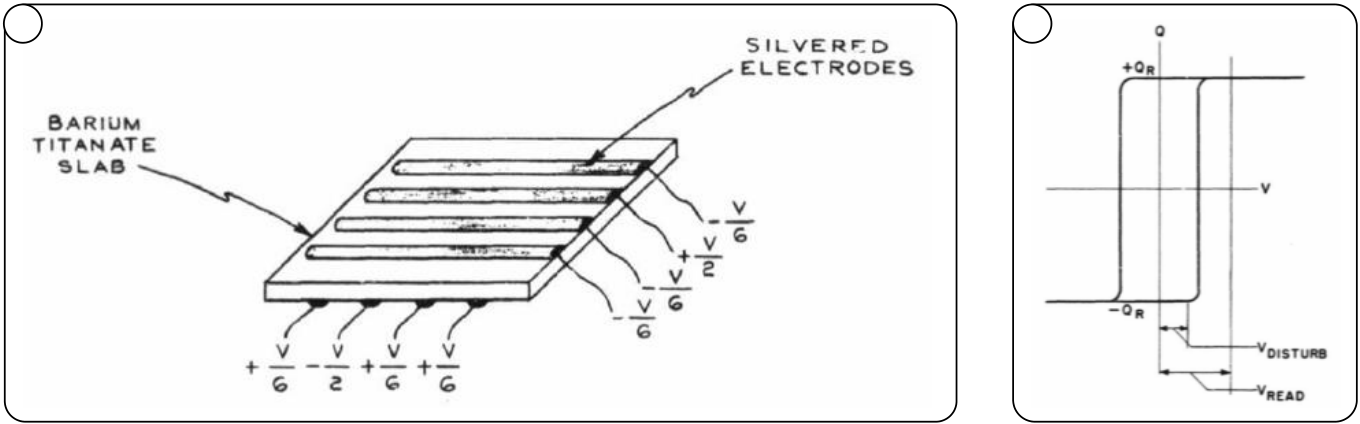 SILVERED
ELECTRODES
BARIUM
TITANATE
SLAB
-V/6
+V/2
-V/6
-V/6
+V/6 -V/2 +V/6 +V/6
Q
+QR
V
-QR
VDISTURB
VREAD